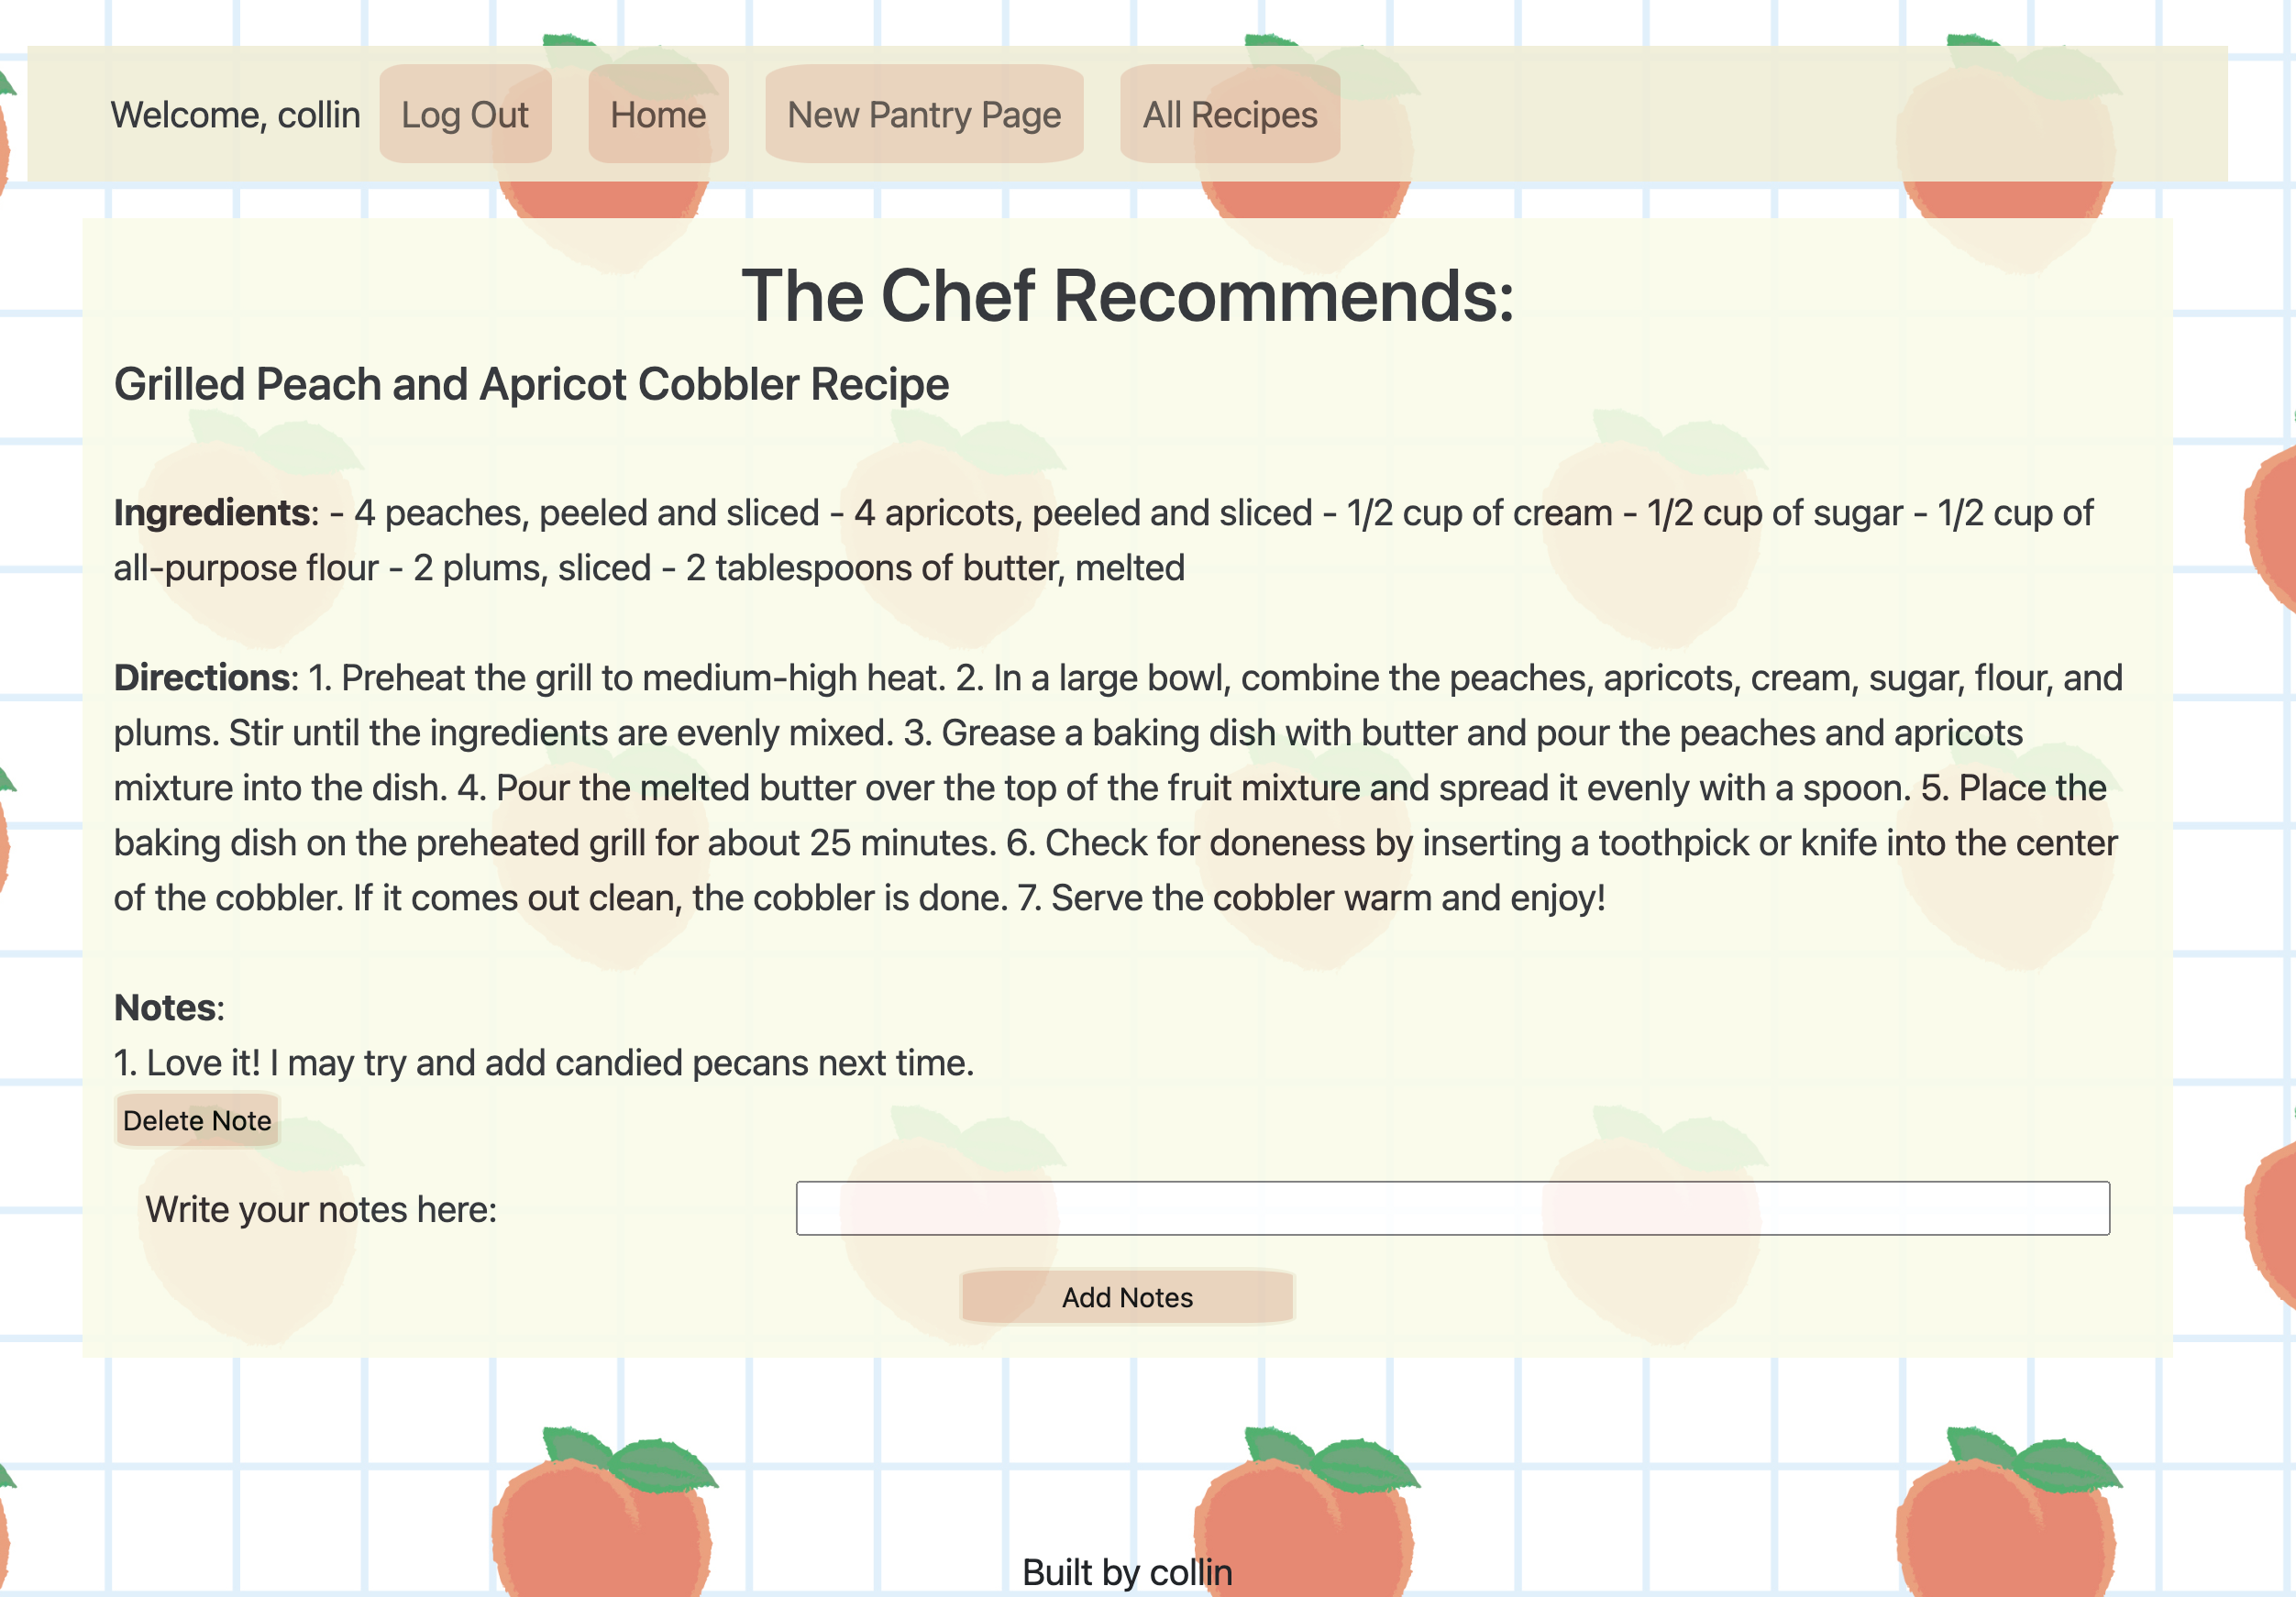 Welcome, collin Log Out Home New Pantry Page All Recipes
The Chef Recommends:
Grilled Peach and Apricot Cobbler Recipe
Ingredients: - 4 peaches, peeled and sliced - 4 apricots, peeled and sliced - 1/2 cup of cream - 1/2 cup of sugar - 1/2 cup of
all-purpose flour - 2 plums, sliced - 2 tablespoons of butter, melted
Directions: 1. Preheat the grill to medium-high heat. 2. In a large bowl, combine the peaches, apricots, cream, sugar, flour, and
plums. Stir until the ingredients are evenly mixed. 3. Grease a baking dish with butter and pour the peaches and apricots
mixture into the dish. 4. Pour the melted butter over the top of the fruit mixture and spread it evenly with a spoon. 5. Place the
baking dish on the preheated grill for about 25 minutes. 6. Check for doneness by inserting a toothpick or knife into the center
of the cobbler. If it comes out clean, the cobbler is done. 7. Serve the cobbler warm and enjoy!
Notes:
1. Love it! I may try and add candied pecans next time.
Delete Note
Write your notes here:
Add Notes
Built by collin